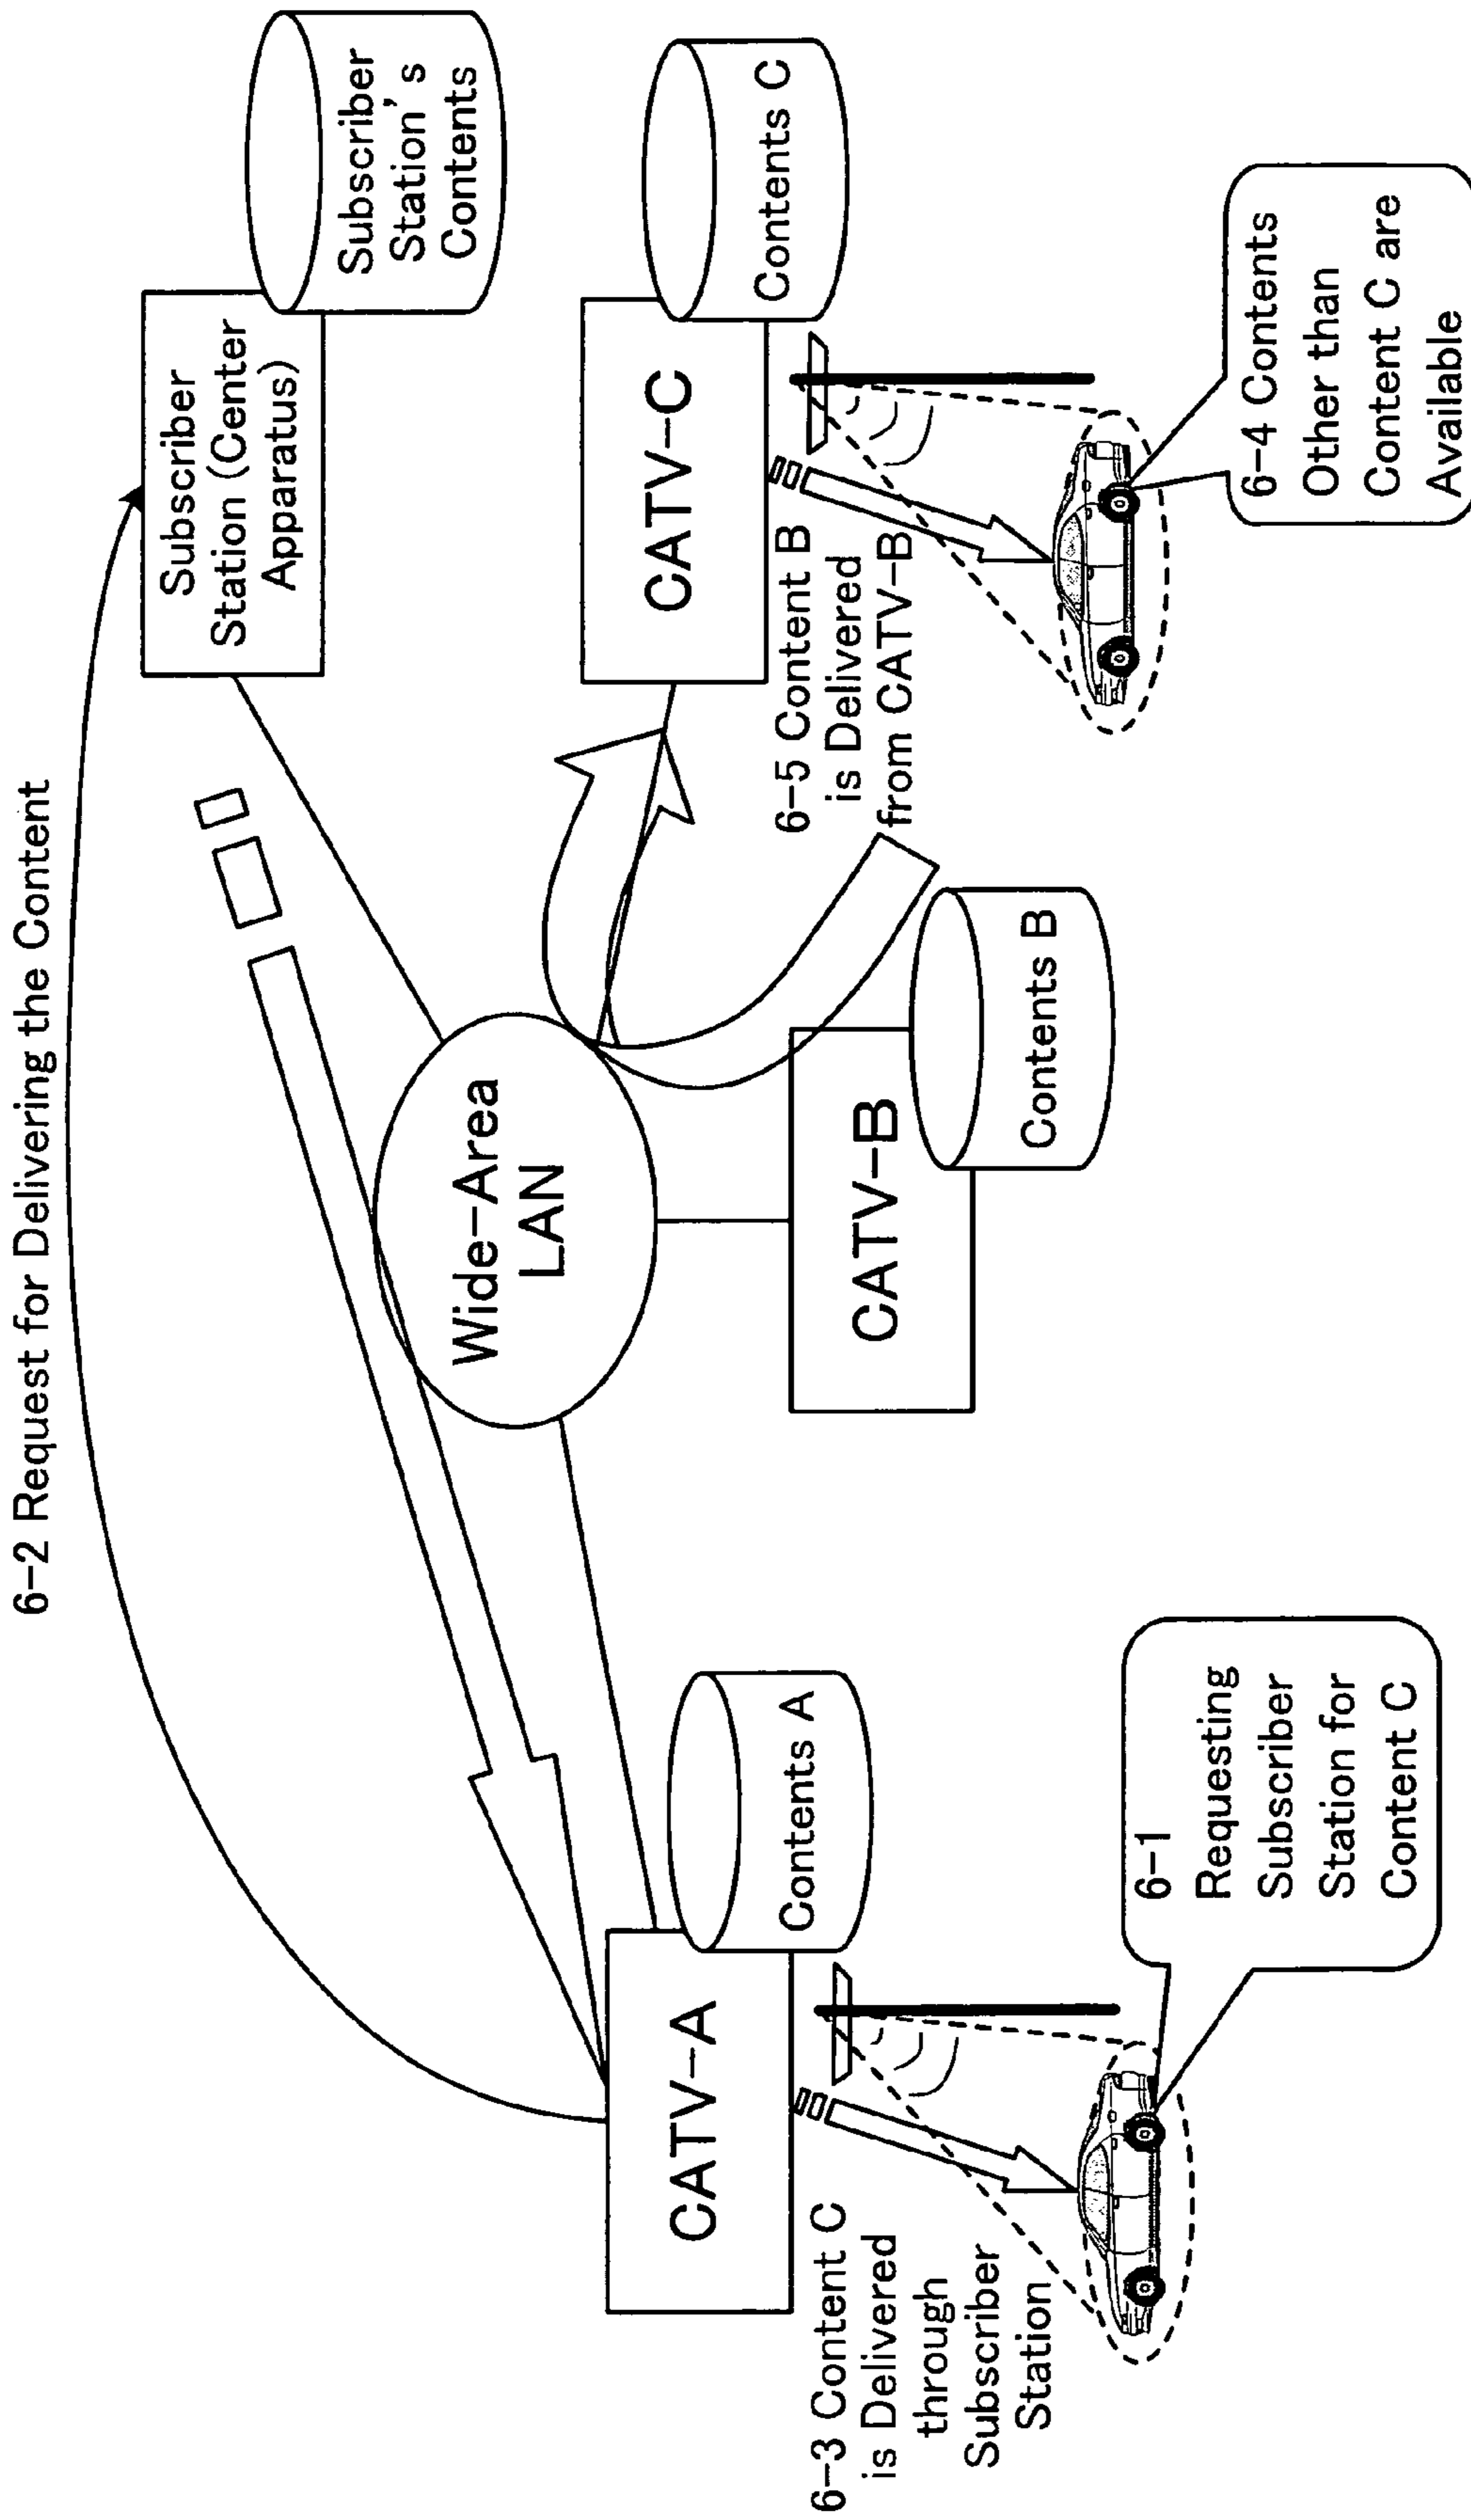 6-2 Request for Delivering the Content
Subscriber
Station (Center
Apparatus)
Subscriber
Station's
Contents
Wide-Area
LAN
CATV-A
Contents A
CATV-B
Contents B
CATV-C
Contents C
6-3 Content C
is Delivered
through
Subscriber
Station
6-1
Requesting
Subscriber
Station for
Content C
6-5 Content B
is Delivered
from CATV-B
6-4 Contents
Other than
Content C are
Available